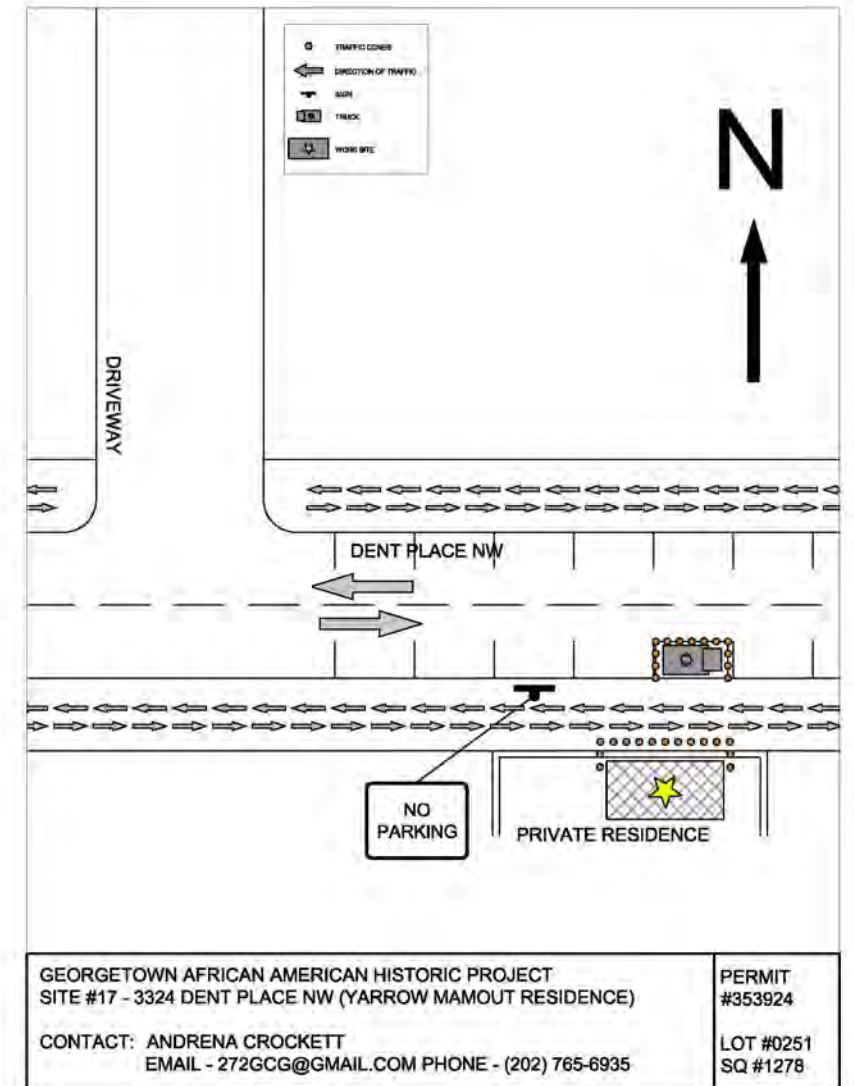 TRAFFIC CONES
DIRECTION OF TRAFFIC
SIGN
TRUCK
WORK SITE
N
DRIVEWAY
DENT PLACE NW
NO
PARKING
PRIVATE RESIDENCE
GEORGETOWN AFRICAN AMERICAN HISTORIC PROJECT
SITE #17 - 3324 DENT PLACE NW (YARROW MAMOUT RESIDENCE)
CONTACT: ANDRENA CROCKETT
EMAIL - 272GCG@GMAIL.COM PHONE - (202) 765-6935
PERMIT
#353924
LOT #0251
SQ #1278